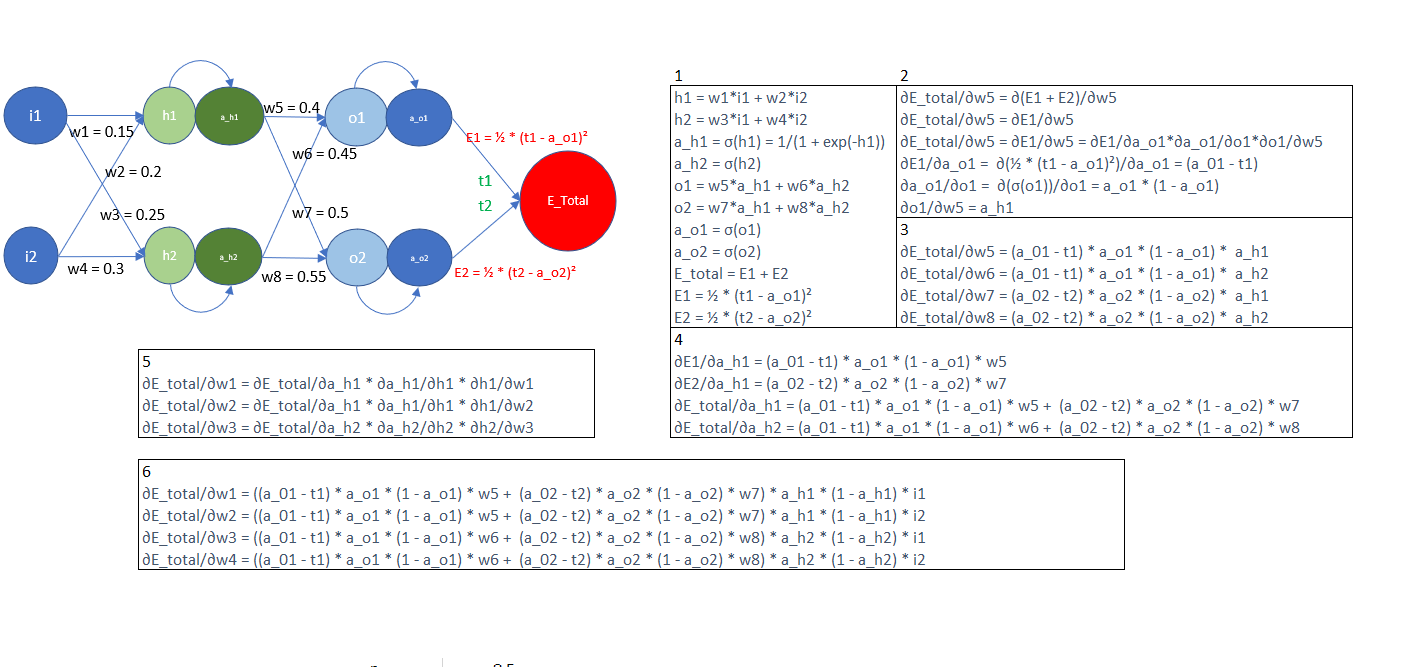 i1
h1
a_h1
w5 = 0.4
o1
a_o1
E1 = ½ * (t1 - a_o1)²
w1 = 0.15
w6 = 0.45
w2 = 0.2
t1
E_Total
t2
w3 = 0.25
w7 = 0.5
i2
h2
a_h2
o2
a_o2
w4 = 0.3
w8 = 0.55
E2 = ½ * (t2 - a_o2)²
1
h1 = w1*i1 + w2*i2
h2 = w3*i1 + w4*i2
a_h1 = σ(h1) = 1/(1 + exp(-h1))
a_h2 = σ(h2)
o1 = w5*a_h1 + w6*a_h2
o2 = w7*a_h1 + w8*a_h2
a_o1 = σ(o1)
a_o2 = σ(o2)
E_total = E1 + E2
E1 = ½ * (t1 - a_o1)²
E2 = ½ * (t2 - a_o2)²
2
∂E_total/∂w5 = ∂(E1 + E2)/∂w5
∂E_total/∂w5 = ∂E1/∂w5
∂E_total/∂w5 = ∂E1/∂w5 = ∂E1/∂a_o1*∂a_o1/∂o1*∂o1/∂w5
∂E1/∂a_o1 = ∂(½ * (t1 - a_o1)²)/∂a_o1 = (a_01 - t1)
∂a_o1/∂o1 = ∂(σ(o1))/∂o1 = a_o1 * (1 - a_o1)
∂o1/∂w5 = a_h1
3
∂E_total/∂w5 = (a_01 - t1) * a_o1 * (1 - a_o1) * a_h1
∂E_total/∂w6 = (a_01 - t1) * a_o1 * (1 - a_o1) * a_h2
∂E_total/∂w7 = (a_02 - t2) * a_o2 * (1 - a_o2) * a_h1
∂E_total/∂w8 = (a_02 - t2) * a_o2 * (1 - a_o2) * a_h2
4
∂E1/∂a_h1 = (a_01 - t1) * a_o1 * (1 - a_o1) * w5
∂E2/∂a_h1 = (a_02 - t2) * a_o2 * (1 - a_o2) * w7
∂E_total/∂a_h1 = (a_01 - t1) * a_o1 * (1 - a_o1) * w5 + (a_02 - t2) * a_o2 * (1 - a_o2) * w7
∂E_total/∂a_h2 = (a_01 - t1) * a_o1 * (1 - a_o1) * w6 + (a_02 - t2) * a_o2 * (1 - a_o2) * w8
5
∂E_total/∂w1 = ∂E_total/∂a_h1 * ∂a_h1/∂h1 * ∂h1/∂w1
∂E_total/∂w2 = ∂E_total/∂a_h1 * ∂a_h1/∂h1 * ∂h1/∂w2
∂E_total/∂w3 = ∂E_total/∂a_h2 * ∂a_h2/∂h2 * ∂h2/∂w3
6
∂E_total/∂w1 = ((a_01 - t1) * a_o1 * (1 - a_o1) * w5 + (a_02 - t2) * a_o2 * (1 - a_o2) * w7) * a_h1 * (1 - a_h1) * i1
∂E_total/∂w2 = ((a_01 - t1) * a_o1 * (1 - a_o1) * w5 + (a_02 - t2) * a_o2 * (1 - a_o2) * w7) * a_h1 * (1 - a_h1) * i2
∂E_total/∂w3 = ((a_01 - t1) * a_o1 * (1 - a_o1) * w6 + (a_02 - t2) * a_o2 * (1 - a_o2) * w8) * a_h2 * (1 - a_h2) * i1
∂E_total/∂w4 = ((a_01 - t1) * a_o1 * (1 - a_o1) * w6 + (a_02 - t2) * a_o2 * (1 - a_o2) * w8) * a_h2 * (1 - a_h2) * i2